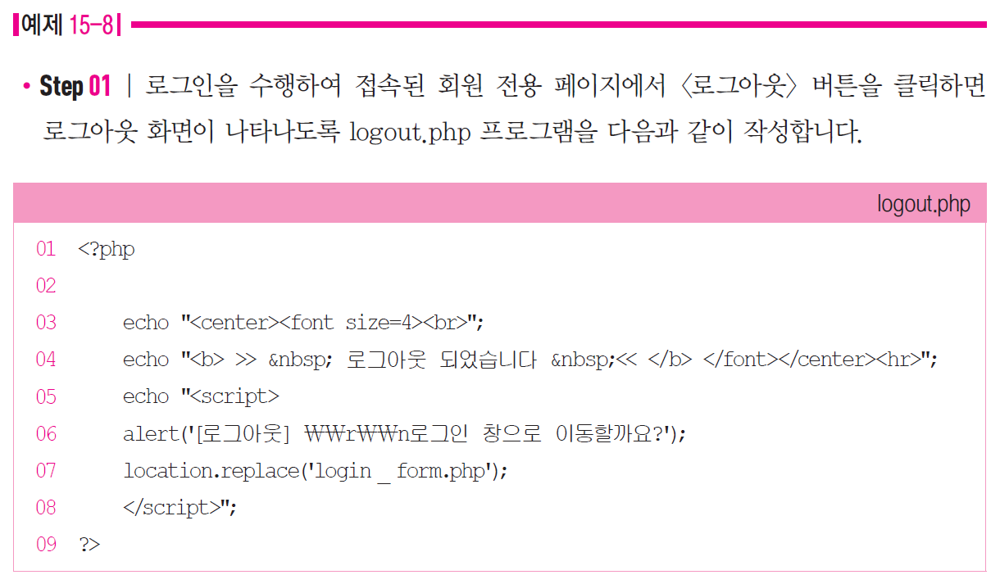 예제 15-8
• Step 01 | 로그인을 수행하여 접속된 회원 전용 페이지에서 〈로그아웃〉 버튼을 클릭하면
로그아웃 화면이 나타나도록 logout.php 프로그램을 다음과 같이 작성합니다.
logout.php
01 <?php
02
03 echo "<center><font size=4><br>";
04 echo "<b> >> &nbsp; 로그아웃 되었습니다 &nbsp;<< </b> </font></center><hr>";
05 echo "<script>
06 alert('[로그아웃] ₩₩r₩₩n로그인 창으로 이동할까요?');
07 location.replace('login _ form.php');
08 </script>";
09 ?>